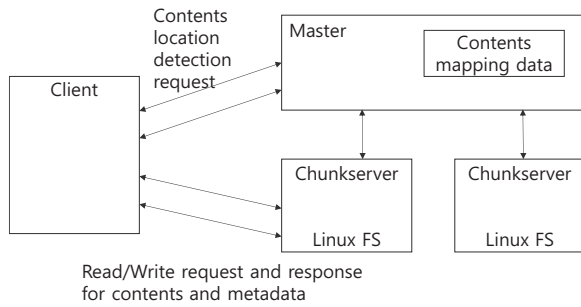 Contents
location
detection
request
Master
Contents
mapping data
Client
Chunkserver
Linux FS
Chunkserver
Linux FS
Read/Write request and response
for contents and metadata